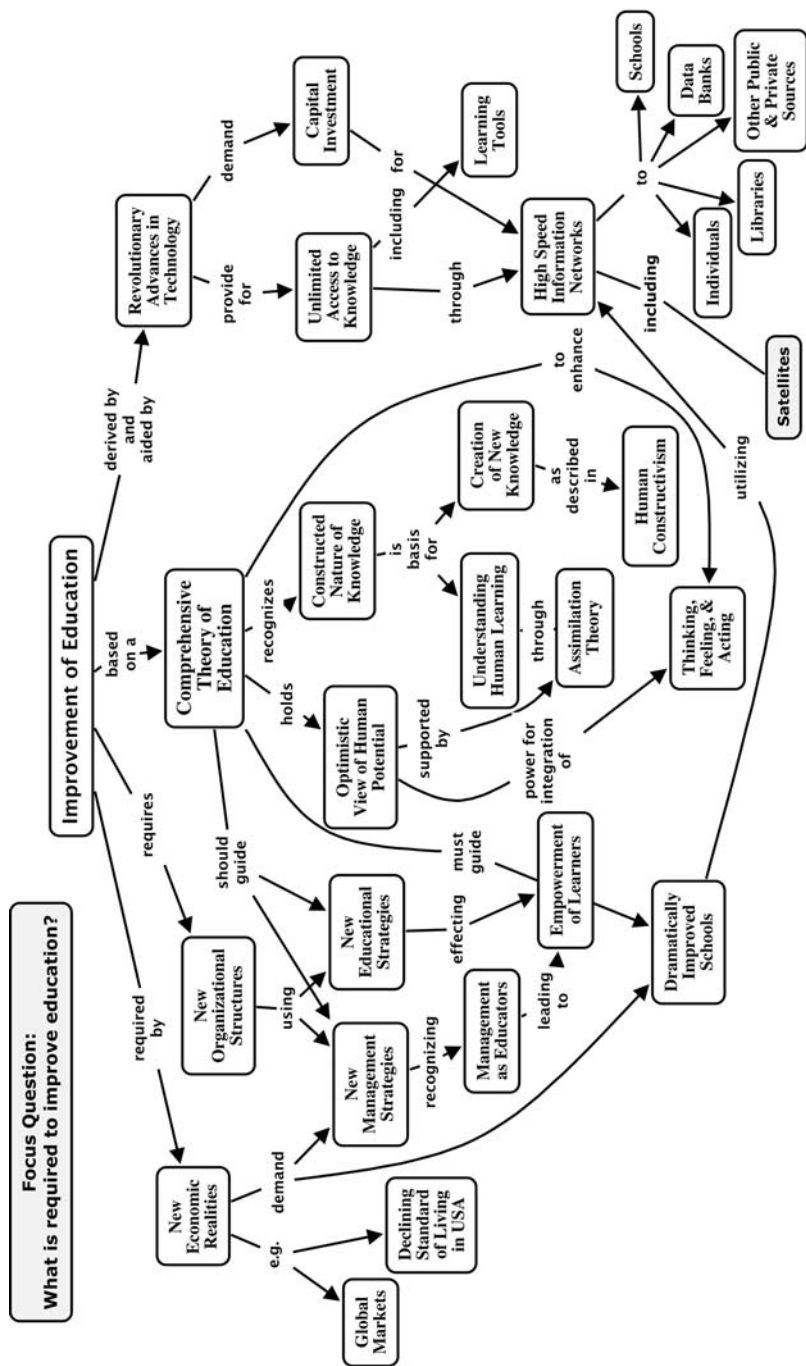 Focus Question:
What is required to improve education?
Improvement of Education
required
by
requires
based
on a
derived by
and
aided by
New
Economic
Realities
e.g.
Global
Markets
Declining
Standard
of Living
in USA
demand
New
Organizational
Structures
using
should
guide
New
Management
Strategies
New
Educational
Strategies
recognizing
Management
as Educators
leading
to
effecting
Empowerment
of Learners
must
guide
Dramatically
Improved
Schools
utilizing
Comprehensive
Theory of
Education
holds
recognizes
to
enhance
Optimistic
View of Human
Potential
supported
by
power for
integration
of
Constructed
Nature of
Knowledge
is
basis
for
Understanding
Human Learning
through
Assimilation
Theory
Creation
of New
Knowledge
as
described
in
Human
Constructivism
Thinking,
Feeling, &
Acting
Revolutionary
Advances in
Technology
provide
for
demand
Unlimited
Access to
Knowledge
Capital
Investment
through
including
for
Learning
Tools
High Speed
Information
Networks
including
Satellites
to
Individuals
Libraries
Other Public
& Private
Sources
Data
Banks
Schools